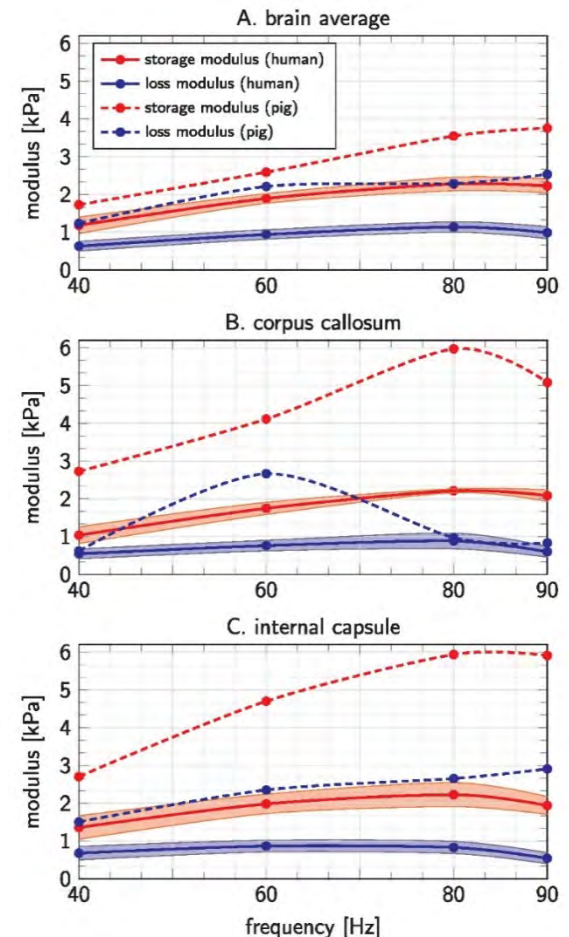 A. brain average
6
5
4
3
2
1
0
modulus [kPa]
storage modulus (human)
loss modulus (human)
storage modulus (pig)
loss modulus (pig)
40 60 80 90
B. corpus callosum
6
5
4
3
2
1
0
modulus [kPa]
40 60 80 90
C. internal capsule
6
5
4
3
2
1
0
modulus [kPa]
40 60 80 90
frequency [Hz]